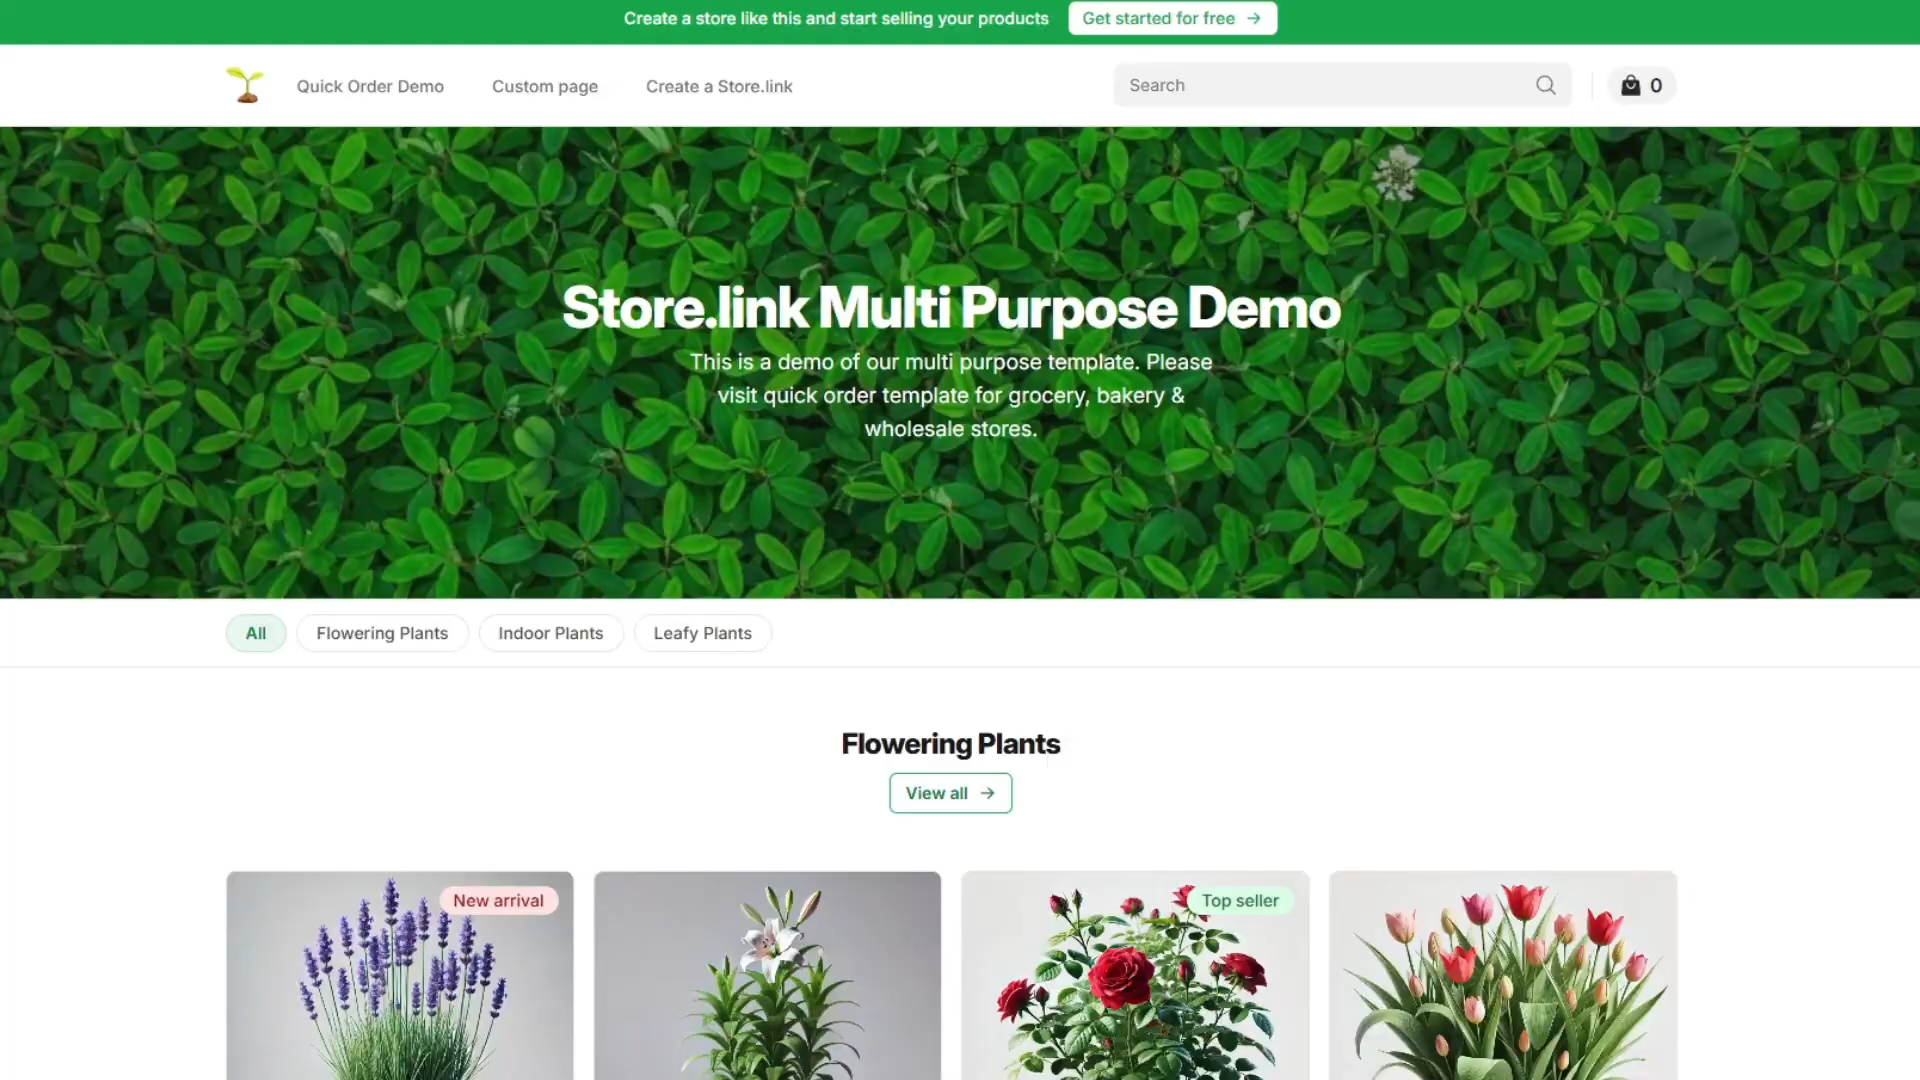 Create a store like this and start selling your products
Get started for free
Quick Order Demo
Custom page
Create a Store.link
Search
0
Store.link Multi Purpose Demo
This is a demo of our multi purpose template. Please
visit quick order template for grocery, bakery &
wholesale stores.
All
Flowering Plants
Indoor Plants
Leafy Plants
Flowering Plants
View all
New arrival
Top seller